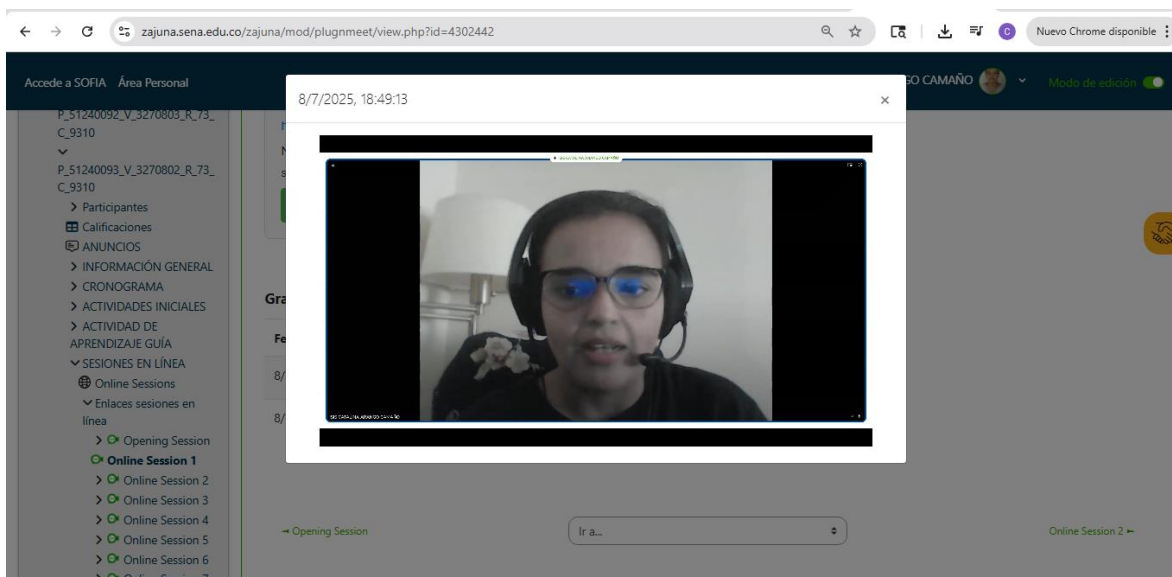 zajuna.sena.edu.co/zajuna/mod/plugnmeet/view.php?id=4302442
Nuevo Chrome disponible
Accede a SOFIA Área Personal
GO CAMAÑO
Modo de edición
8/7/2025, 18:49:13
P_51240092_V_3270803_R_73_
C_9310
P_51240093_V_3270802_R_73_
C_9310
Participantes
Calificaciones
ANUNCIOS
INFORMACIÓN GENERAL
CRONOGRAMA
ACTIVIDADES INICIALES
ACTIVIDAD DE
APRENDIZAJE GUÍA
SESIONES EN LÍNEA
Online Sessions
Enlaces sesiones en
línea
Opening Session
Online Session 1
Online Session 2
Online Session 3
Online Session 4
Online Session 5
Online Session 6
Gra
Fe
8/
8/
CATALINA ARANGO CAMAÑO
Opening Session
Ir a...
Online Session 2